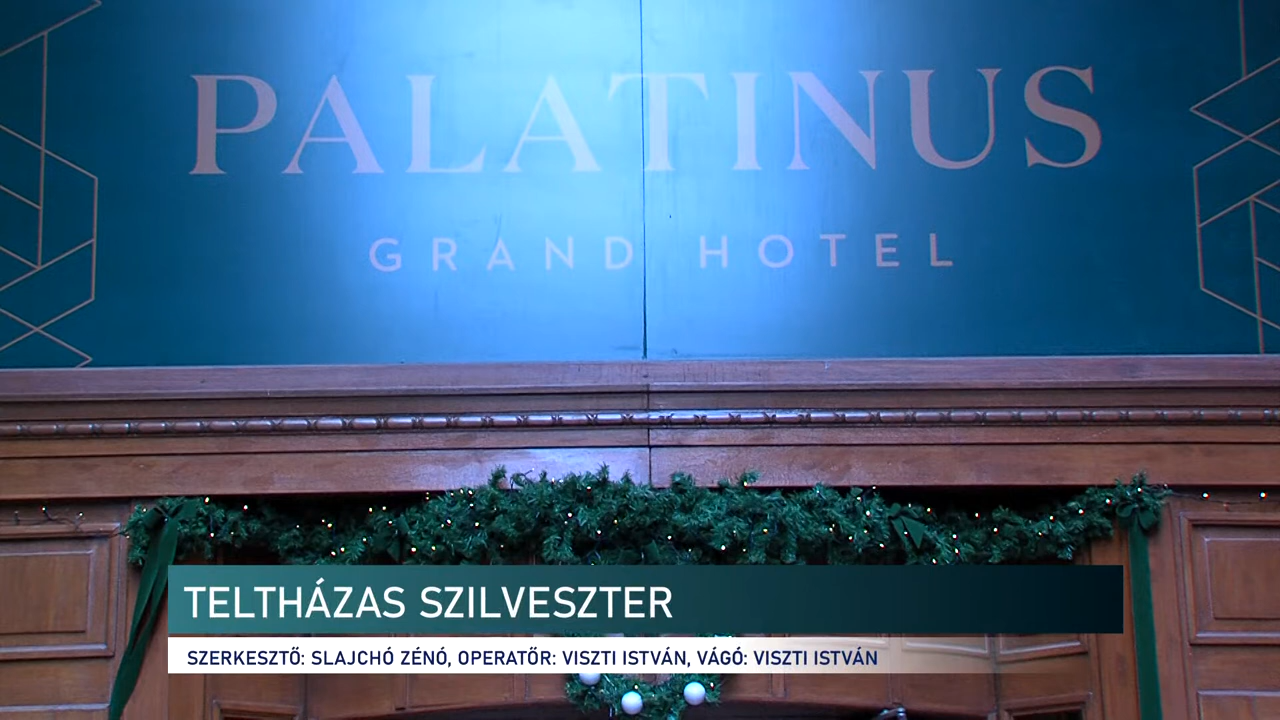 PALATINUS
GRAND HOTEL
TELTHÁZAS SZILVESZTER
SZERKESZTŐ: SLAJCHÓ ZÉNÓ, OPERATŐR: VISZTI ISTVÁN, VÁGÓ: VISZTI ISTVÁN